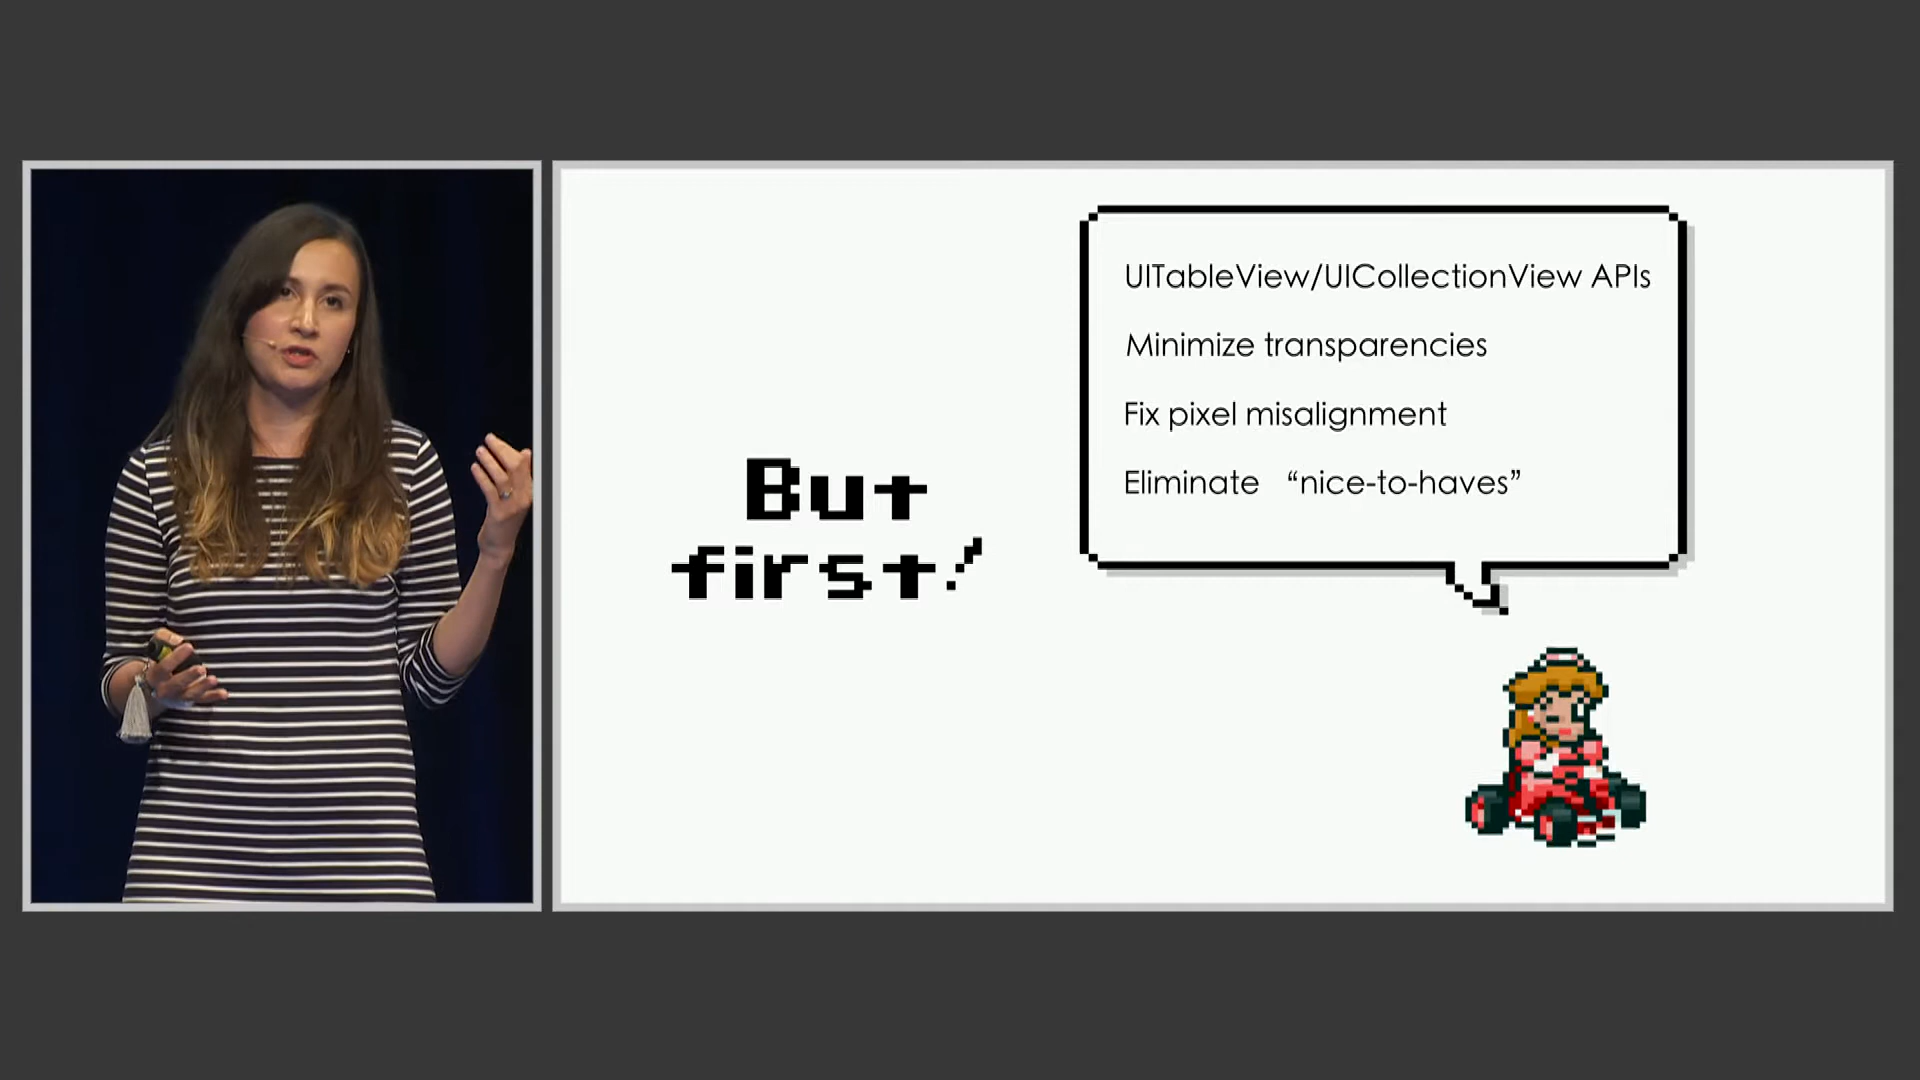 But
first!
UITableView/UICollectionView APIs
Minimize transparencies
Fix pixel misalignment
Eliminate “nice-to-haves”